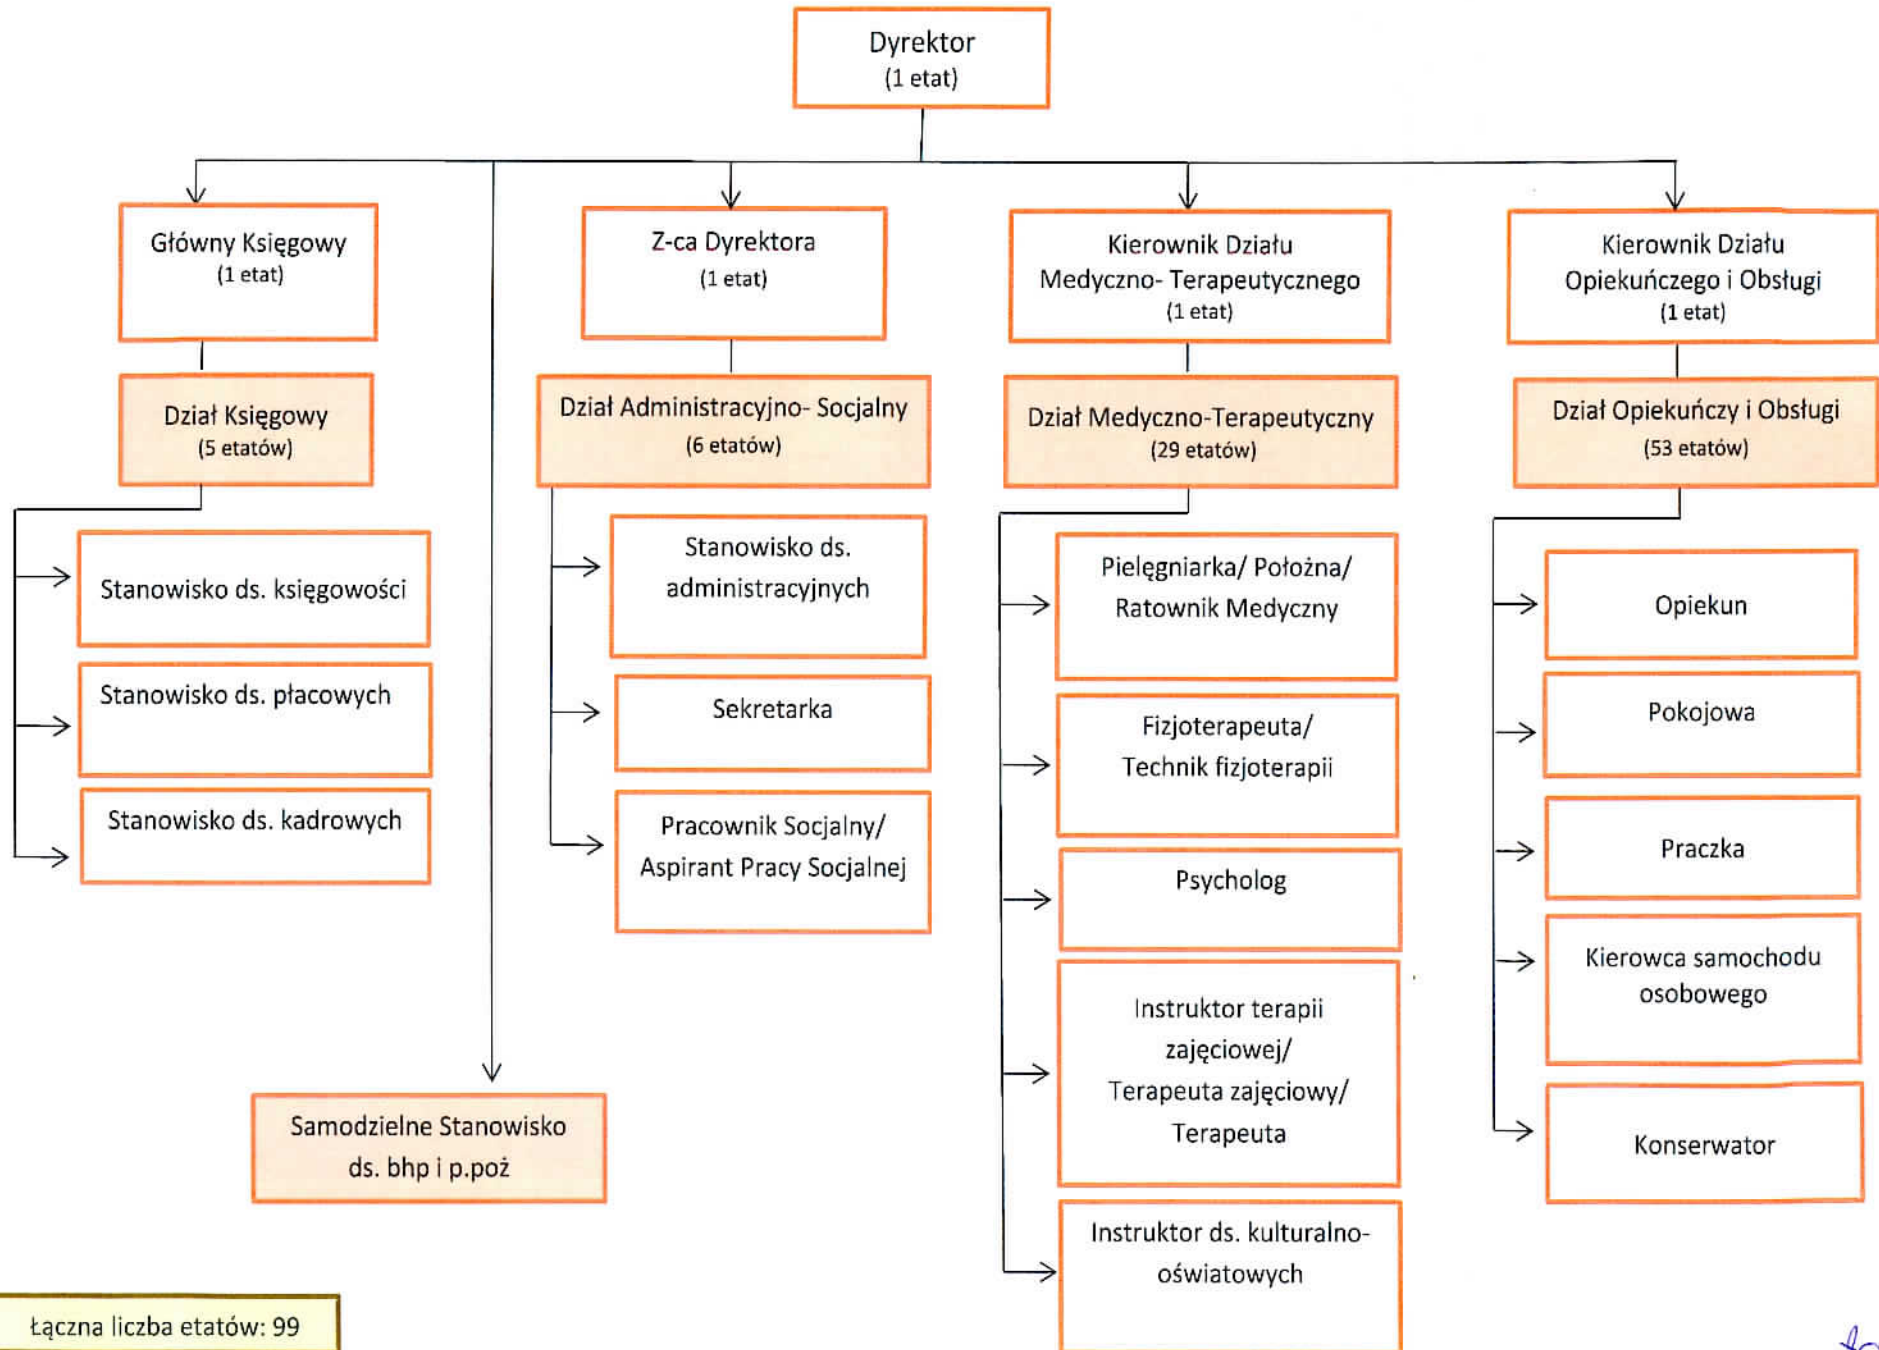 Dyrektor
(1 etat)
Główny Księgowy
(1 etat)
Z-ca Dyrektora
(1 etat)
Kierownik Działu
Medyczno- Terapeutycznego
(1 etat)
Kierownik Działu
Opiekuńczego i Obsługi
(1 etat)
Dział Księgowy
(5 etatów)
Dział Administracyjno- Socjalny
(6 etatów)
Dział Medyczno-Terapeutyczny
(29 etatów)
Dział Opiekuńczy i Obsługi
(53 etatów)
Stanowisko ds. księgowości
Stanowisko ds. płacowych
Stanowisko ds. kadrowych
Stanowisko ds.
administracyjnych
Sekretarka
Pracownik Socjalny/
Aspirant Pracy Socjalnej
Pielęgniarka/ Położna/
Ratownik Medyczny
Fizjoterapeuta/
Technik fizjoterapii
Psycholog
Instruktor terapii
zajęciowej/
Terapeuta zajęciowy/
Terapeuta
Instruktor ds. kulturalno-
oświatowych
Opiekun
Pokojowa
Praczka
Kierowca samochodu
osobowego
Konserwator
Samodzielne Stanowisko
ds. bhp i p.poż
Łączna liczba etatów: 99